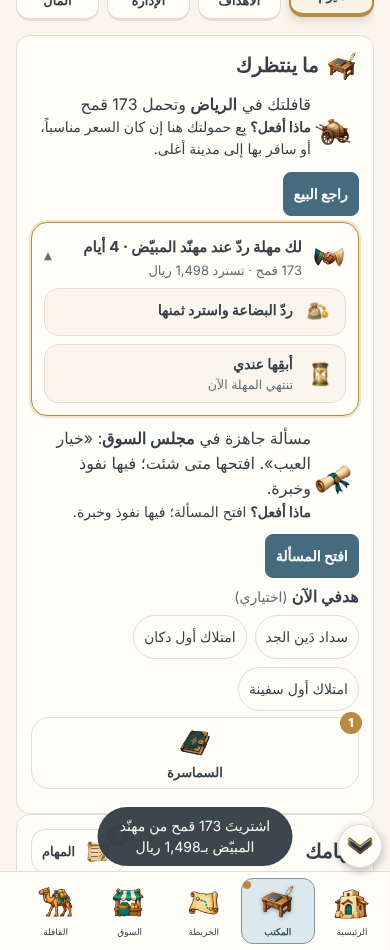 الأهداف
الإدارة
المال
ما ينتظرك
قافلتك في الرياض وتحمل 173 قمح
ماذا أفعل؟ بِع حمولتك هنا إن كان السعر مناسباً،
أو سافر بها إلى مدينة أغلى.
راجع البيع
لك مهلة ردّ عند مهنّد المبيّض · 4 أيام
▲
173 قمح · تسترد 1,498 ريال
ردّ البضاعة واسترد ثمنها
أبقِها عندي
تنتهي المهلة الآن
مسألة جاهزة في مجلس السوق: «خيار
العيب». افتحها متى شئت؛ فيها نفوذ
وخبرة.
ماذا أفعل؟ افتح المسألة؛ فيها نفوذ وخبرة.
افتح المسألة
هدفي الآن (اختياري)
سداد دَين الجد
امتلاك أول دكان
امتلاك أول سفينة
1
السماسرة
المهام
اشتريت 173 قمح من مهنّد
المبيّض بـ1,498 ريال
الرئيسية
المكتب
الخريطة
السوق
القافلة